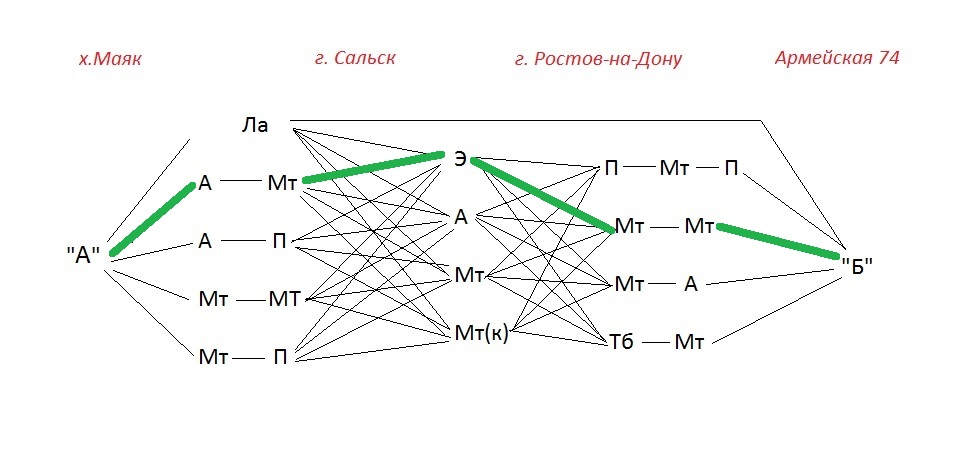 х.Маяк г. Сальск г. Ростов-на-Дону Армейская 74
Ла
Э
А Мт П Мт П
А П А Мт Мт
"А" "Б"
Мт МТ Мт Мт А
Мт П Мт(к) Тб Мт